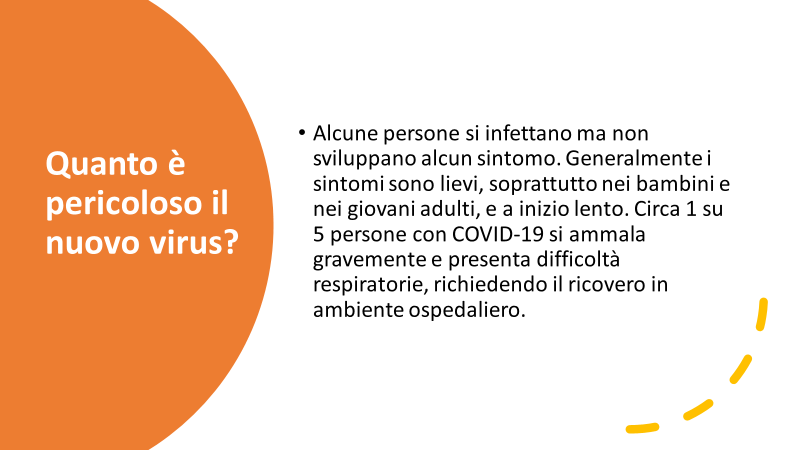 Quanto è
pericoloso il
nuovo virus?
• Alcune persone si infettano ma non
sviluppano alcun sintomo. Generalmente i
sintomi sono lievi, soprattutto nei bambini e
nei giovani adulti, e a inizio lento. Circa 1 su
5 persone con COVID-19 si ammala
gravemente e presenta difficoltà
respiratorie, richiedendo il ricovero in
ambiente ospedaliero.